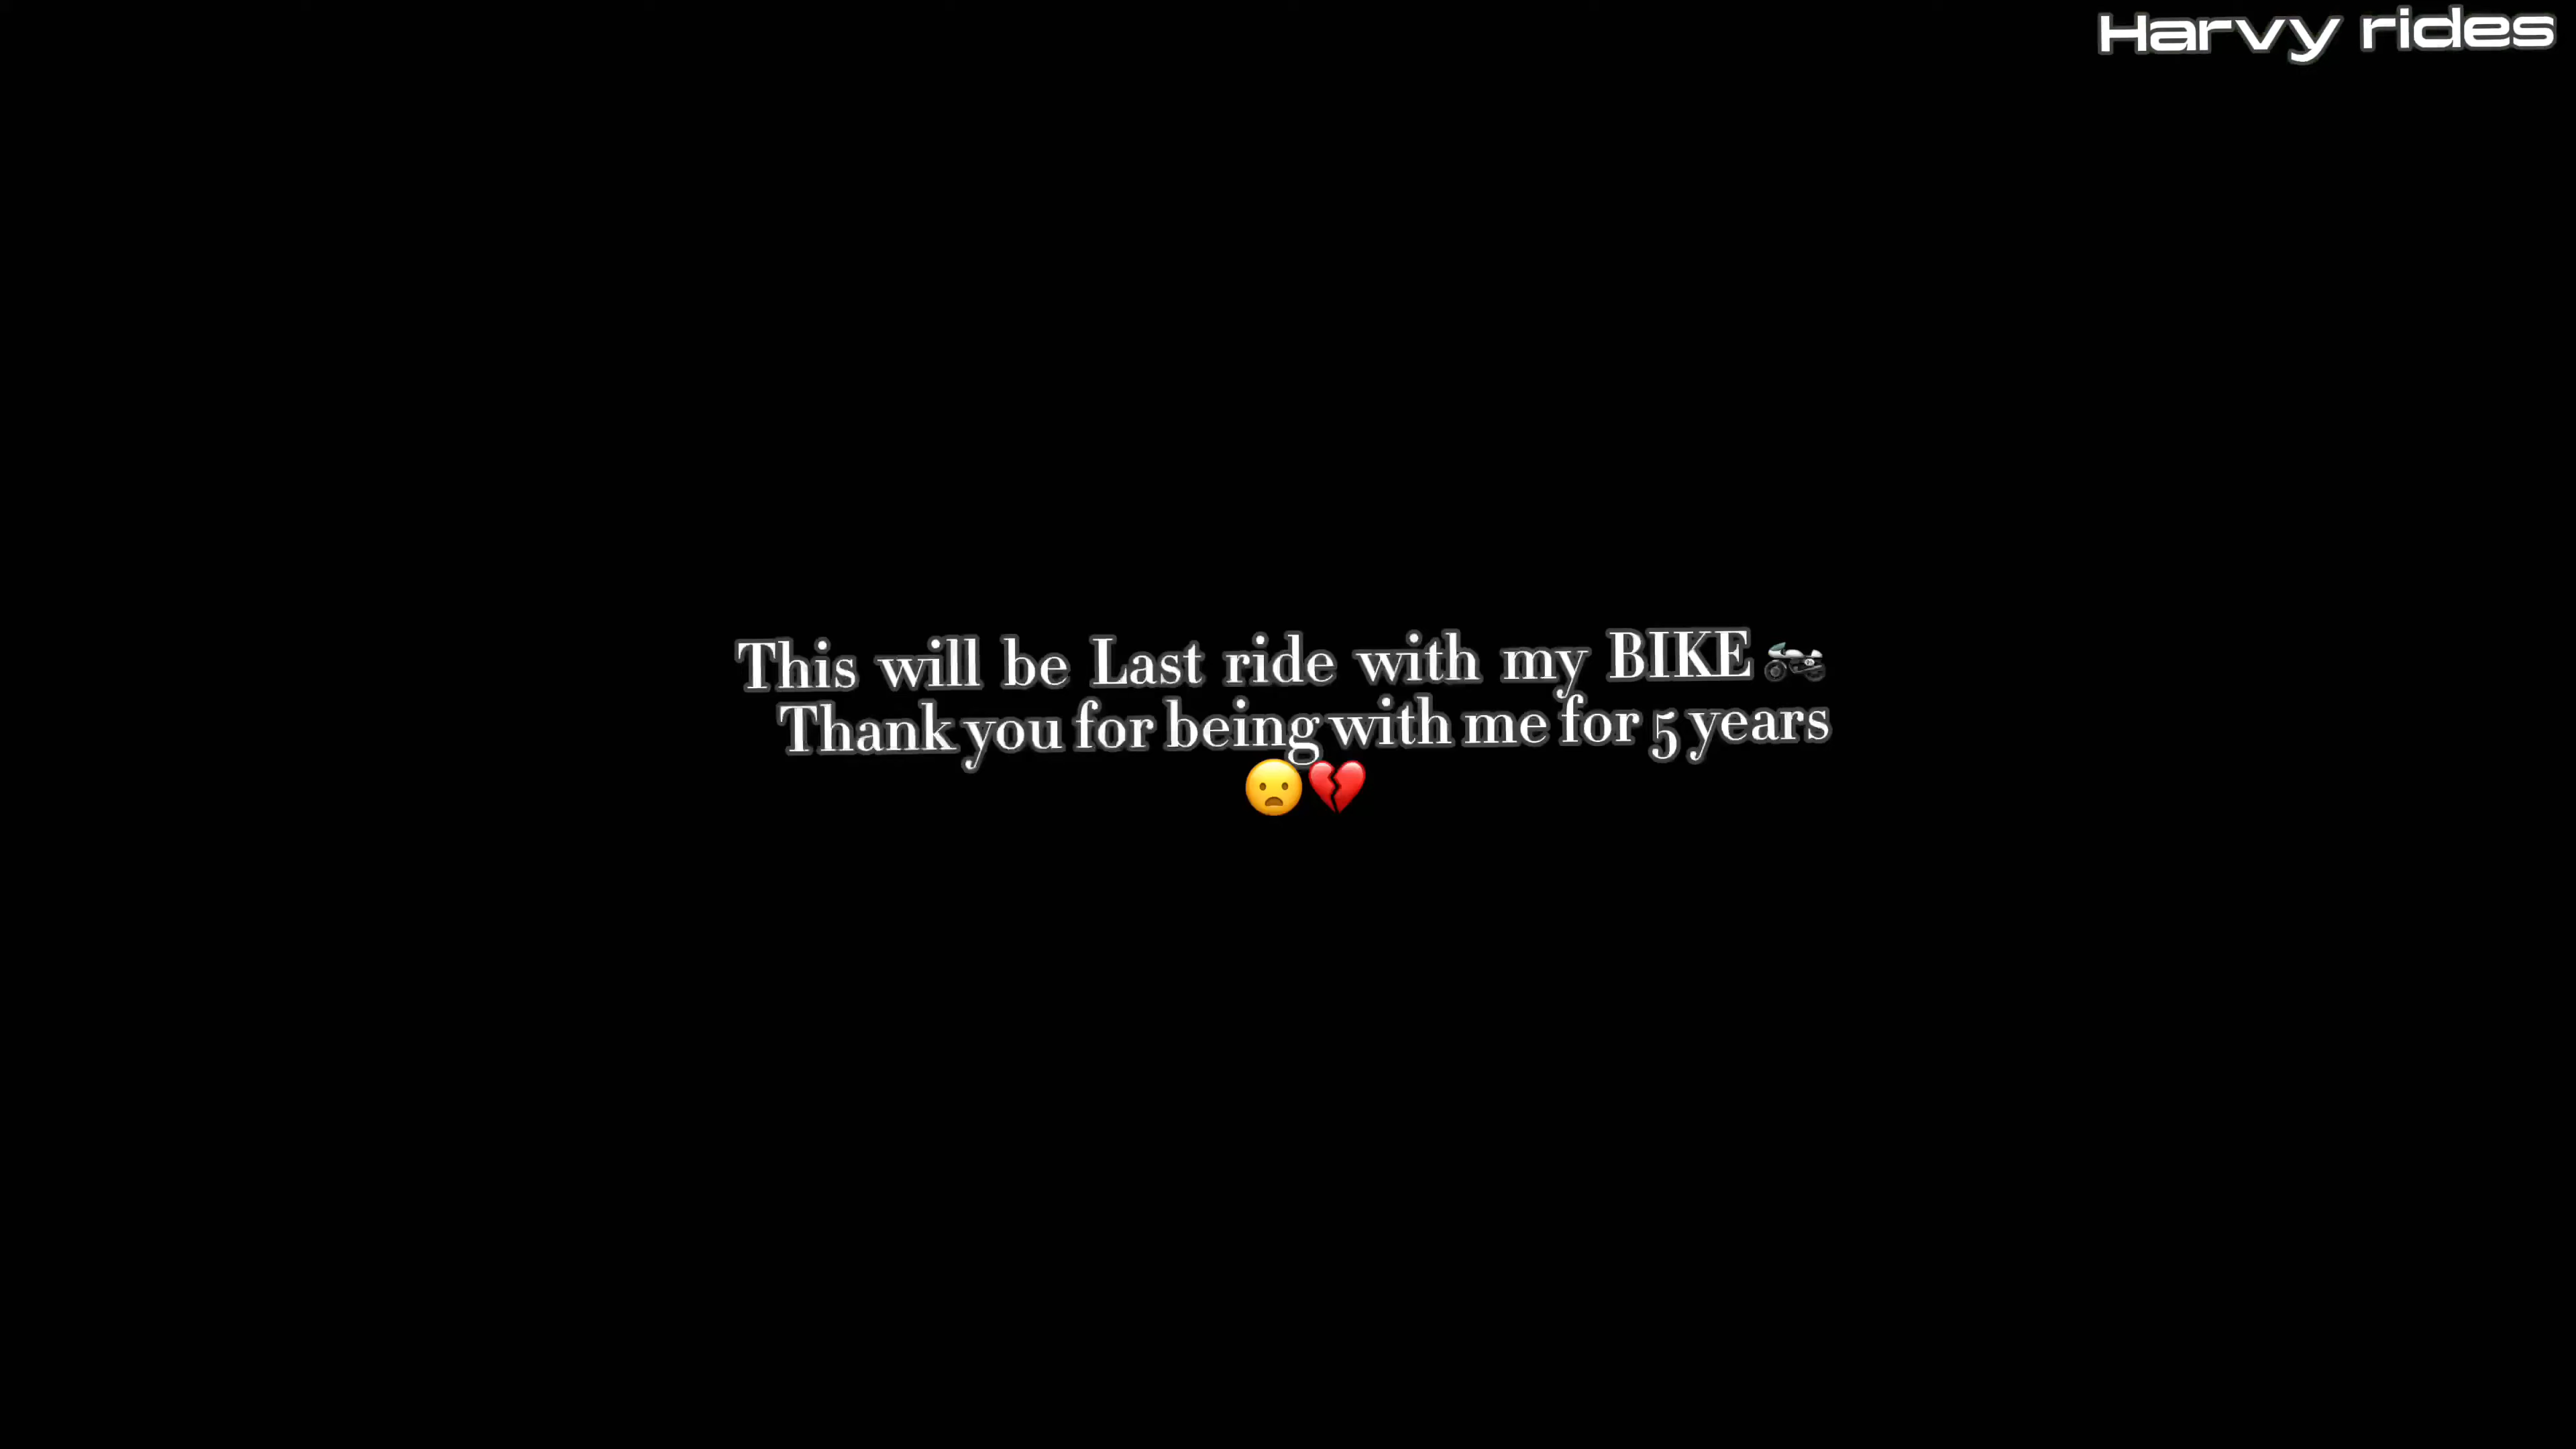 Harvy rides
This will be Last ride with my BIKE🏍️
Thank you for being with me for 5 years
😦💔